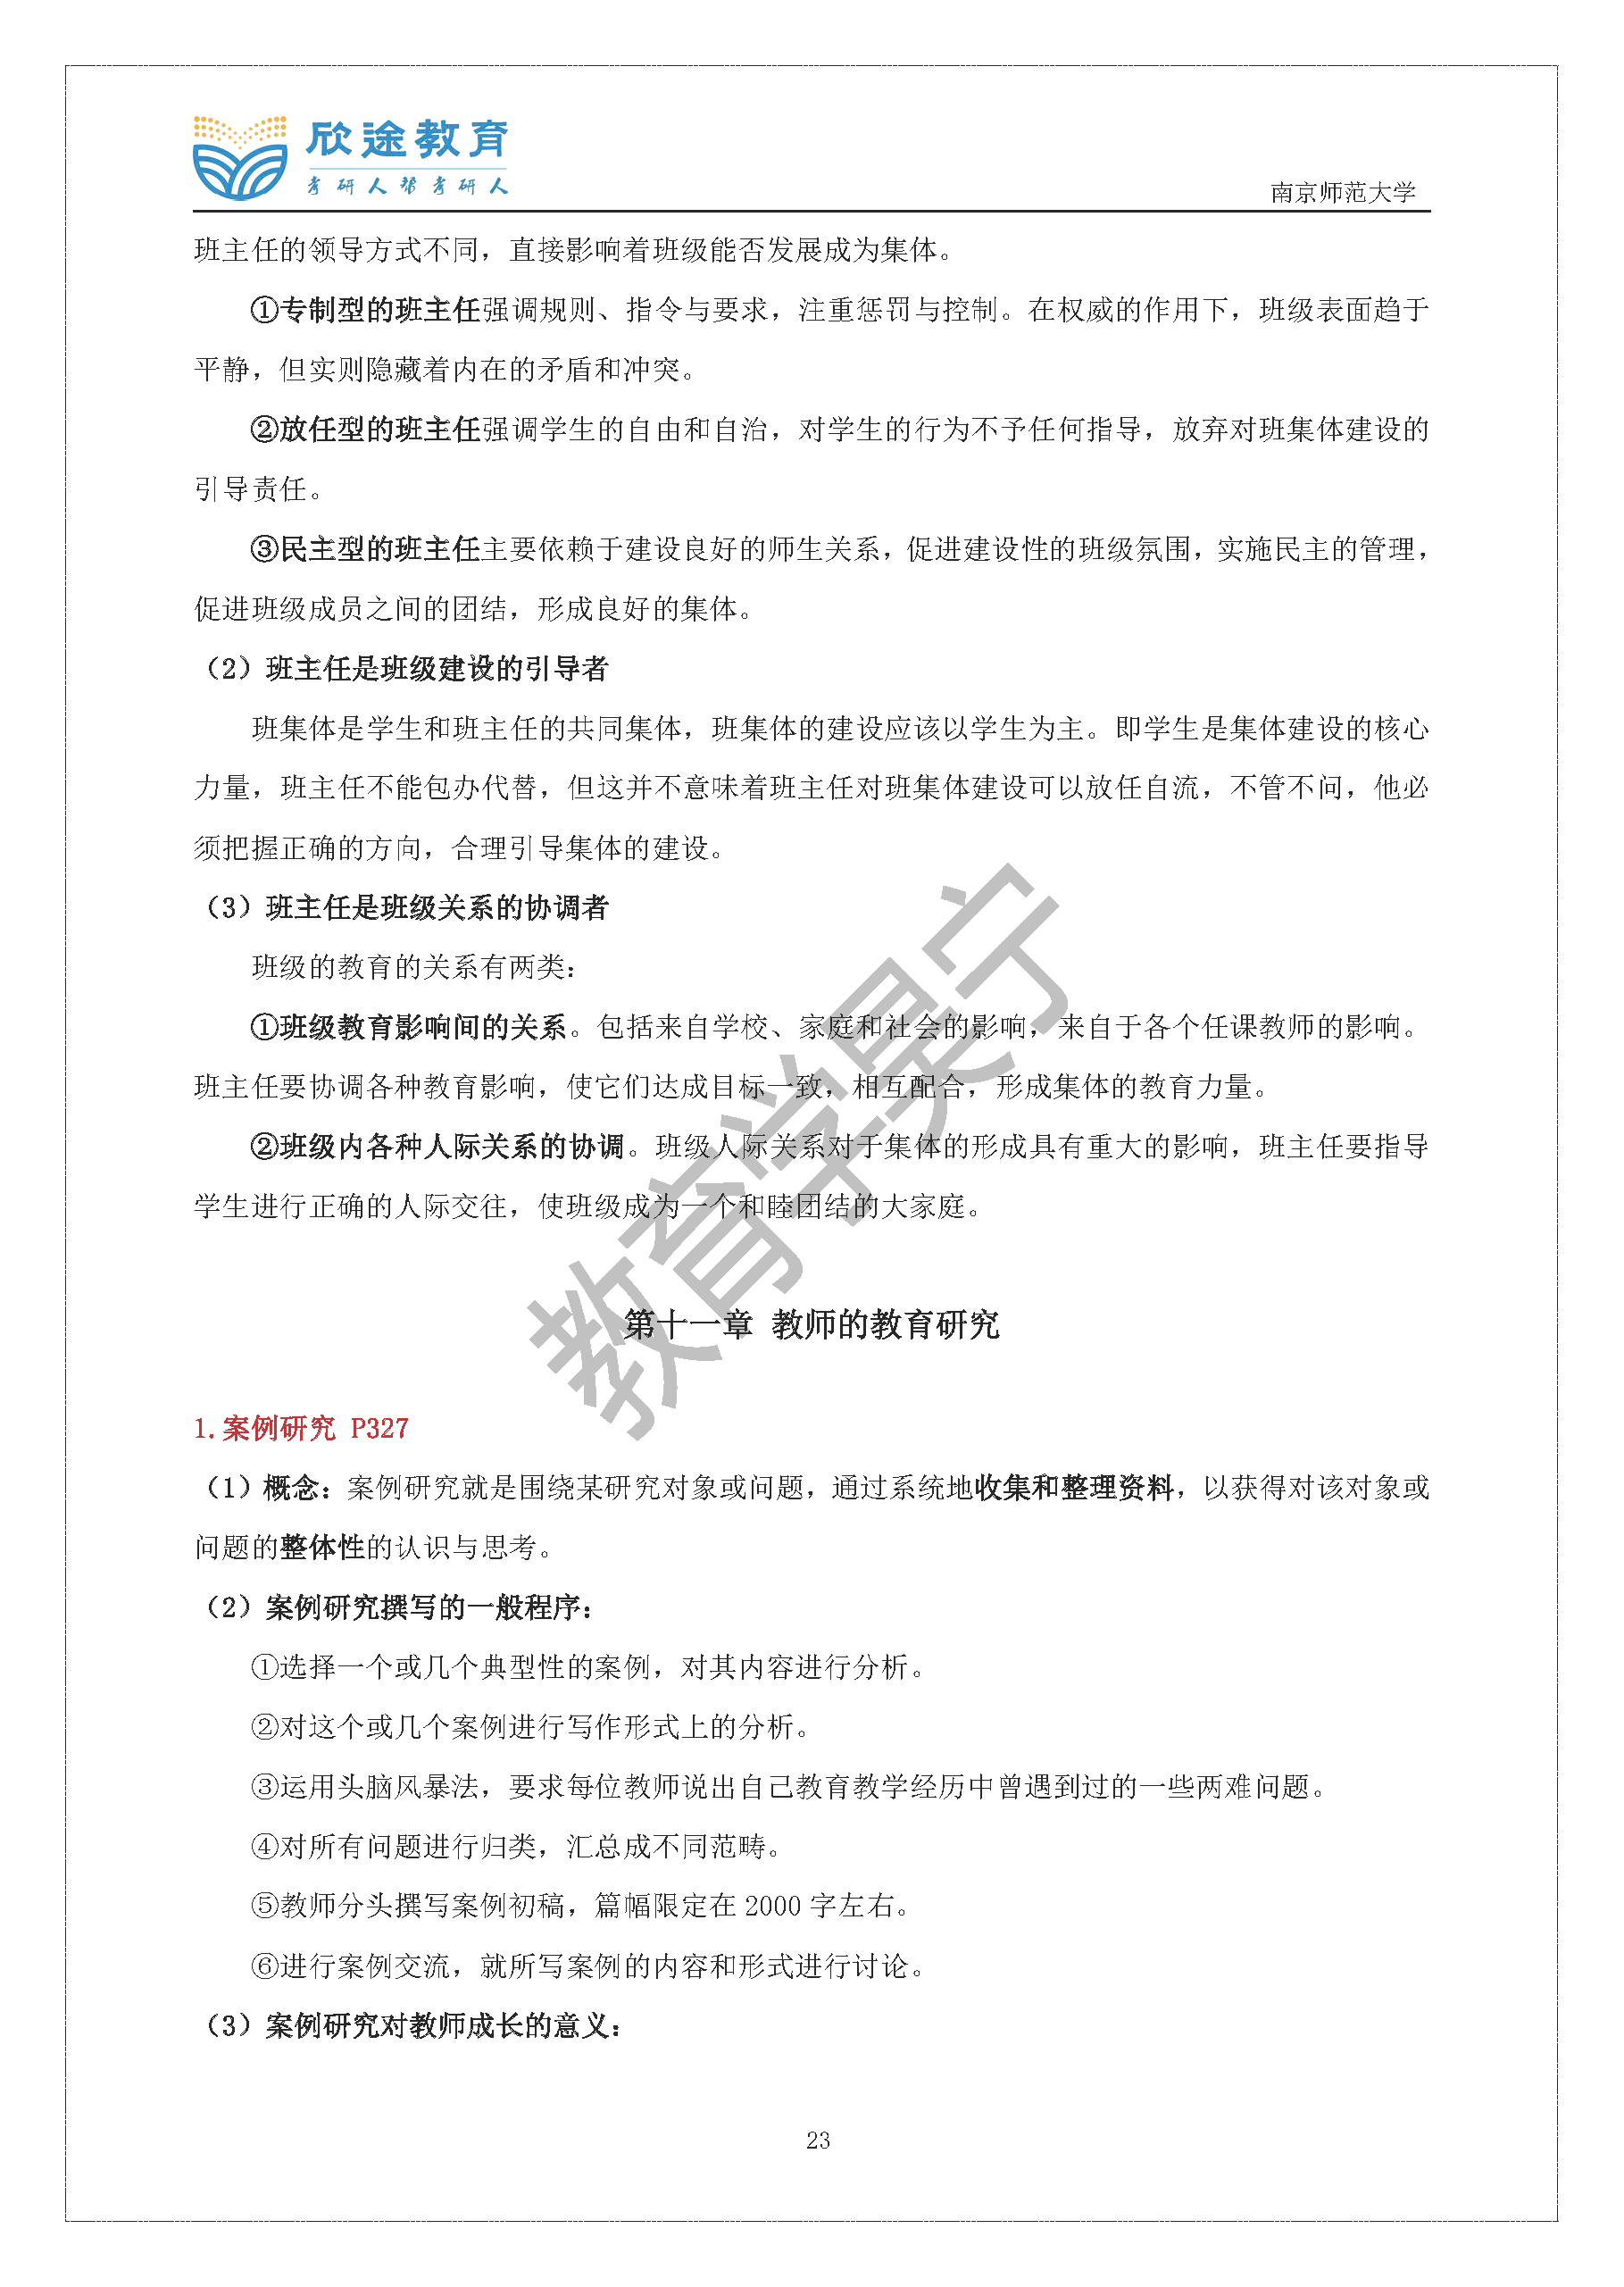 欣途教育
考研人帮考研人
南京师范大学
班主任的领导方式不同，直接影响着班级能否发展成为集体。
①专制型的班主任强调规则、指令与要求，注重惩罚与控制。在权威的作用下，班级表面趋于
平静，但实则隐藏着内在的矛盾和冲突。
②放任型的班主任强调学生的自由和自治，对学生的行为不予任何指导，放弃对班集体建设的
引导责任。
③民主型的班主任主要依赖于建设良好的师生关系，促进建设性的班级氛围，实施民主的管理，
促进班级成员之间的团结，形成良好的集体。
（2）班主任是班级建设的引导者
班集体是学生和班主任的共同集体，班集体的建设应该以学生为主。即学生是集体建设的核心
力量，班主任不能包办代替，但这并不意味着班主任对班集体建设可以放任自流，不管不问，他必
须把握正确的方向，合理引导集体的建设。
（3）班主任是班级关系的协调者
班级的教育的关系有两类：
①班级教育影响间的关系。包括来自学校、家庭和社会的影响，来自于各个任课教师的影响。
班主任要协调各种教育影响，使它们达成目标一致，相互配合，形成集体的教育力量。
②班级内各种人际关系的协调。班级人际关系对于集体的形成具有重大的影响，班主任要指导
学生进行正确的人际交往，使班级成为一个和睦团结的大家庭。
教育学昊宁
第十一章 教师的教育研究
1.案例研究 P327
（1）概念：案例研究就是围绕某研究对象或问题，通过系统地收集和整理资料，以获得对该对象或
问题的整体性的认识与思考。
（2）案例研究撰写的一般程序：
①选择一个或几个典型性的案例，对其内容进行分析。
②对这个或几个案例进行写作形式上的分析。
③运用头脑风暴法，要求每位教师说出自己教育教学经历中曾遇到过的一些两难问题。
④对所有问题进行归类，汇总成不同范畴。
⑤教师分头撰写案例初稿，篇幅限定在 2000 字左右。
⑥进行案例交流，就所写案例的内容和形式进行讨论。
（3）案例研究对教师成长的意义：
23